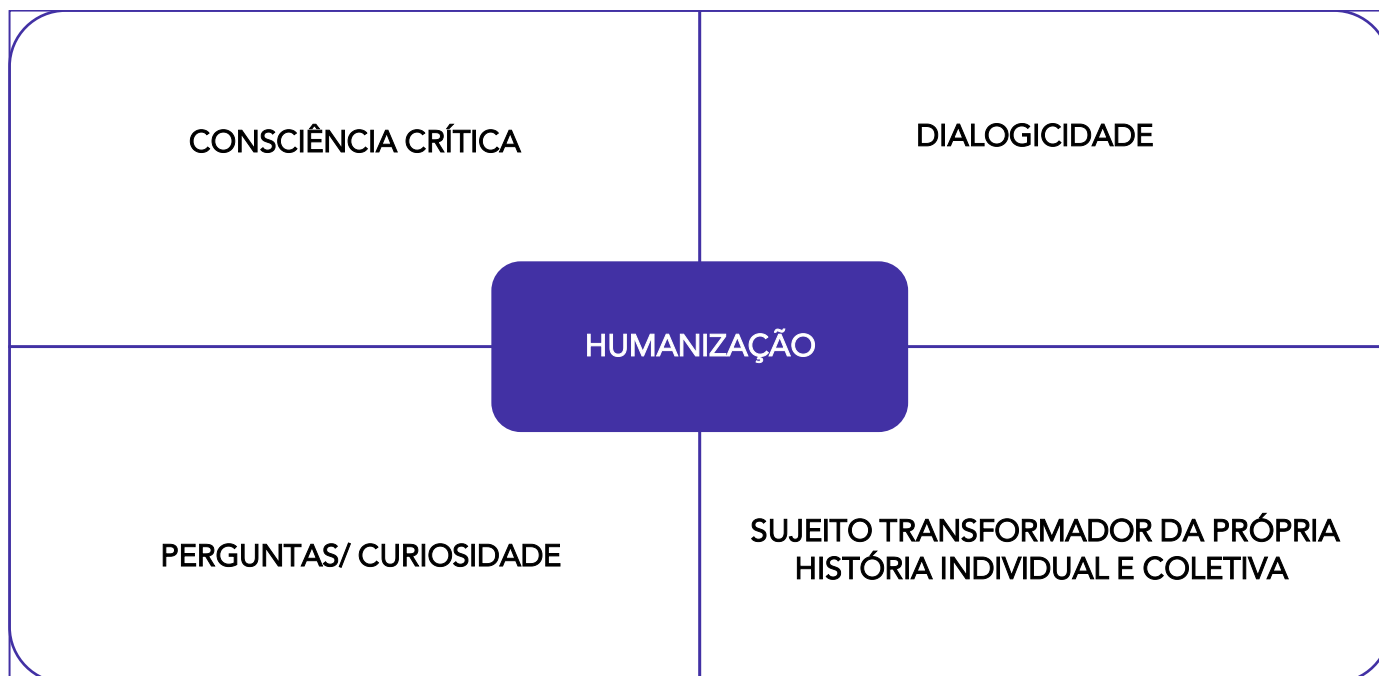 CONSCIÊNCIA CRÍTICA
DIALOGICIDADE
HUMANIZAÇÃO
PERGUNTAS/ CURIOSIDADE
SUJEITO TRANSFORMADOR DA PRÓPRIA
HISTÓRIA INDIVIDUAL E COLETIVA